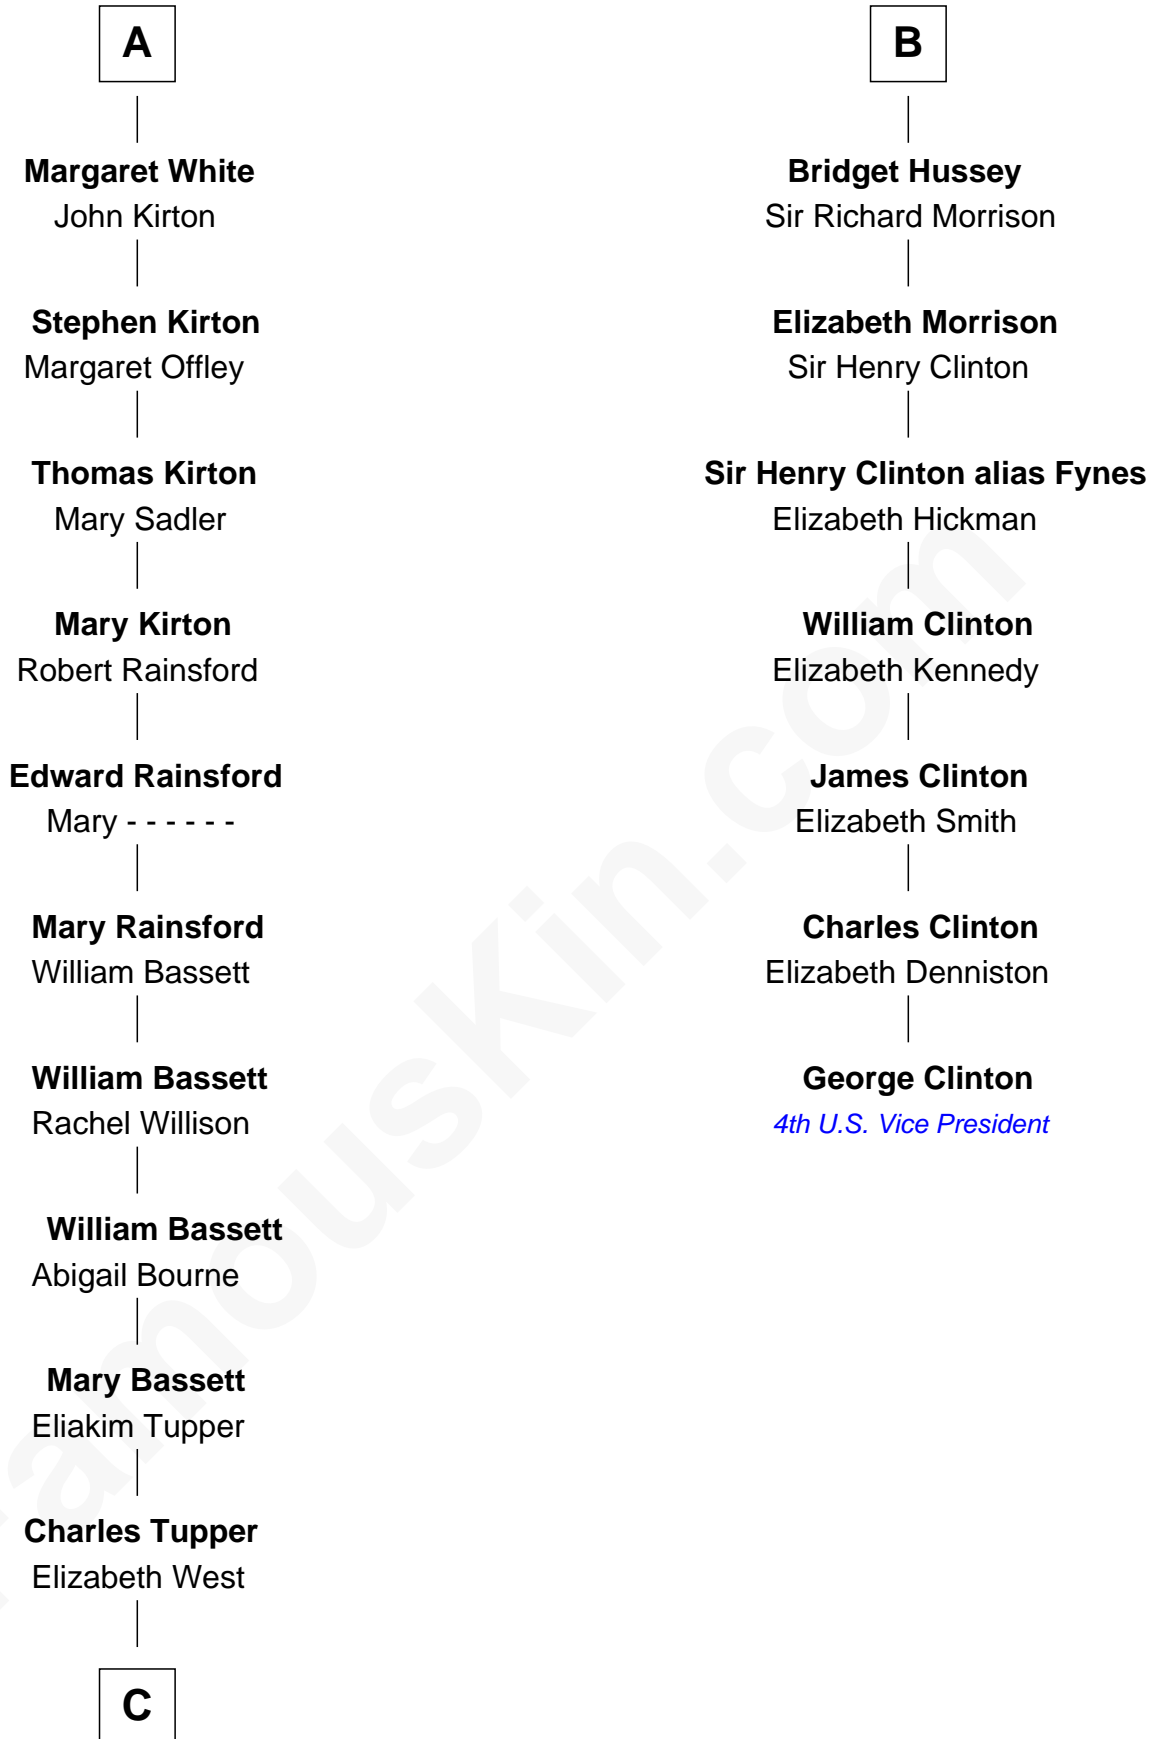 A
Margaret White
John Kirton
Stephen Kirton
Margaret Offley
Thomas Kirton
Mary Sadler
Mary Kirton
Robert Rainsford
Edward Rainsford
Mary - - - - - -
Mary Rainsford
William Bassett
William Bassett
Rachel Willison
William Bassett
Abigail Bourne
Mary Bassett
Eliakim Tupper
Charles Tupper
Elizabeth West
C
B
Bridget Hussey
Sir Richard Morrison
Elizabeth Morrison
Sir Henry Clinton
Sir Henry Clinton alias Fynes
Elizabeth Hickman
William Clinton
Elizabeth Kennedy
James Clinton
Elizabeth Smith
Charles Clinton
Elizabeth Denniston
George Clinton
4th U.S. Vice President
FamousKin.com